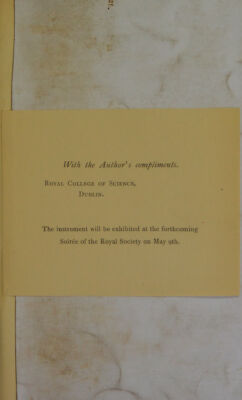 With the Author's compliments.
ROYAL COLLEGE OF SCIENCE,
DUBLIN.
The instrument will be exhibited at the forthcoming
Soirée of the Royal Society on May 9th.